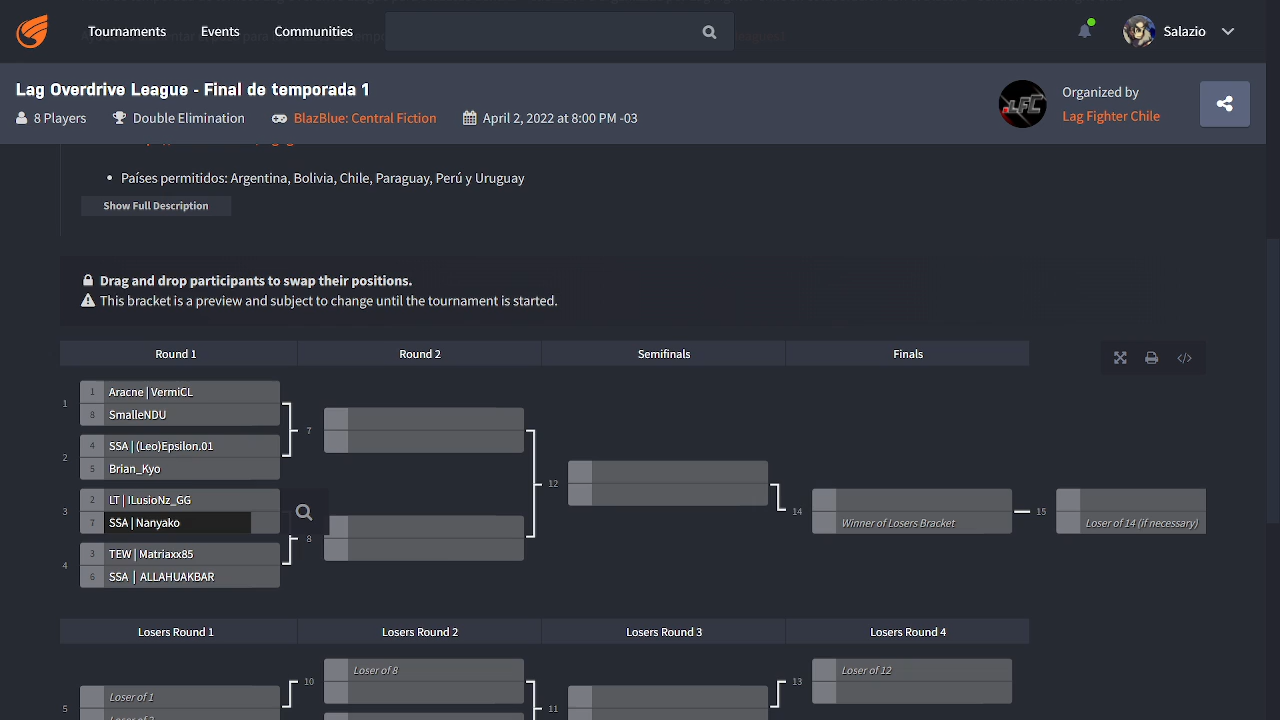 Tournaments
Events
Communities
Salazio
Lag Overdrive League - Final de temporada 1
8 Players
Double Elimination
BlazBlue: Central Fiction
April 2, 2022 at 8:00 PM -03
LFC
Organized by
Lag Fighter Chile
• Países permitidos: Argentina, Bolivia, Chile, Paraguay, Perú y Uruguay
Show Full Description
Drag and drop participants to swap their positions.
This bracket is a preview and subject to change until the tournament is started.
Round 1
Round 2
Semifinals
Finals
1
1 Aracne | VermiCL
8 SmalleNDU
2
4 SSA | (Leo)Epsilon.01
5 Brian_Kyo
3
2 LT | ILusioNz_GG
7 SSA | Nanyako
4
3 TEW | Matriaxx85
6 SSA | ALLAHUAKBAR
7
8
12
14
Winner of Losers Bracket
15
Loser of 14 (if necessary)
Losers Round 1
Losers Round 2
Losers Round 3
Losers Round 4
5
Loser of 1
Loser of 2
10
Loser of 8
11
13
Loser of 12